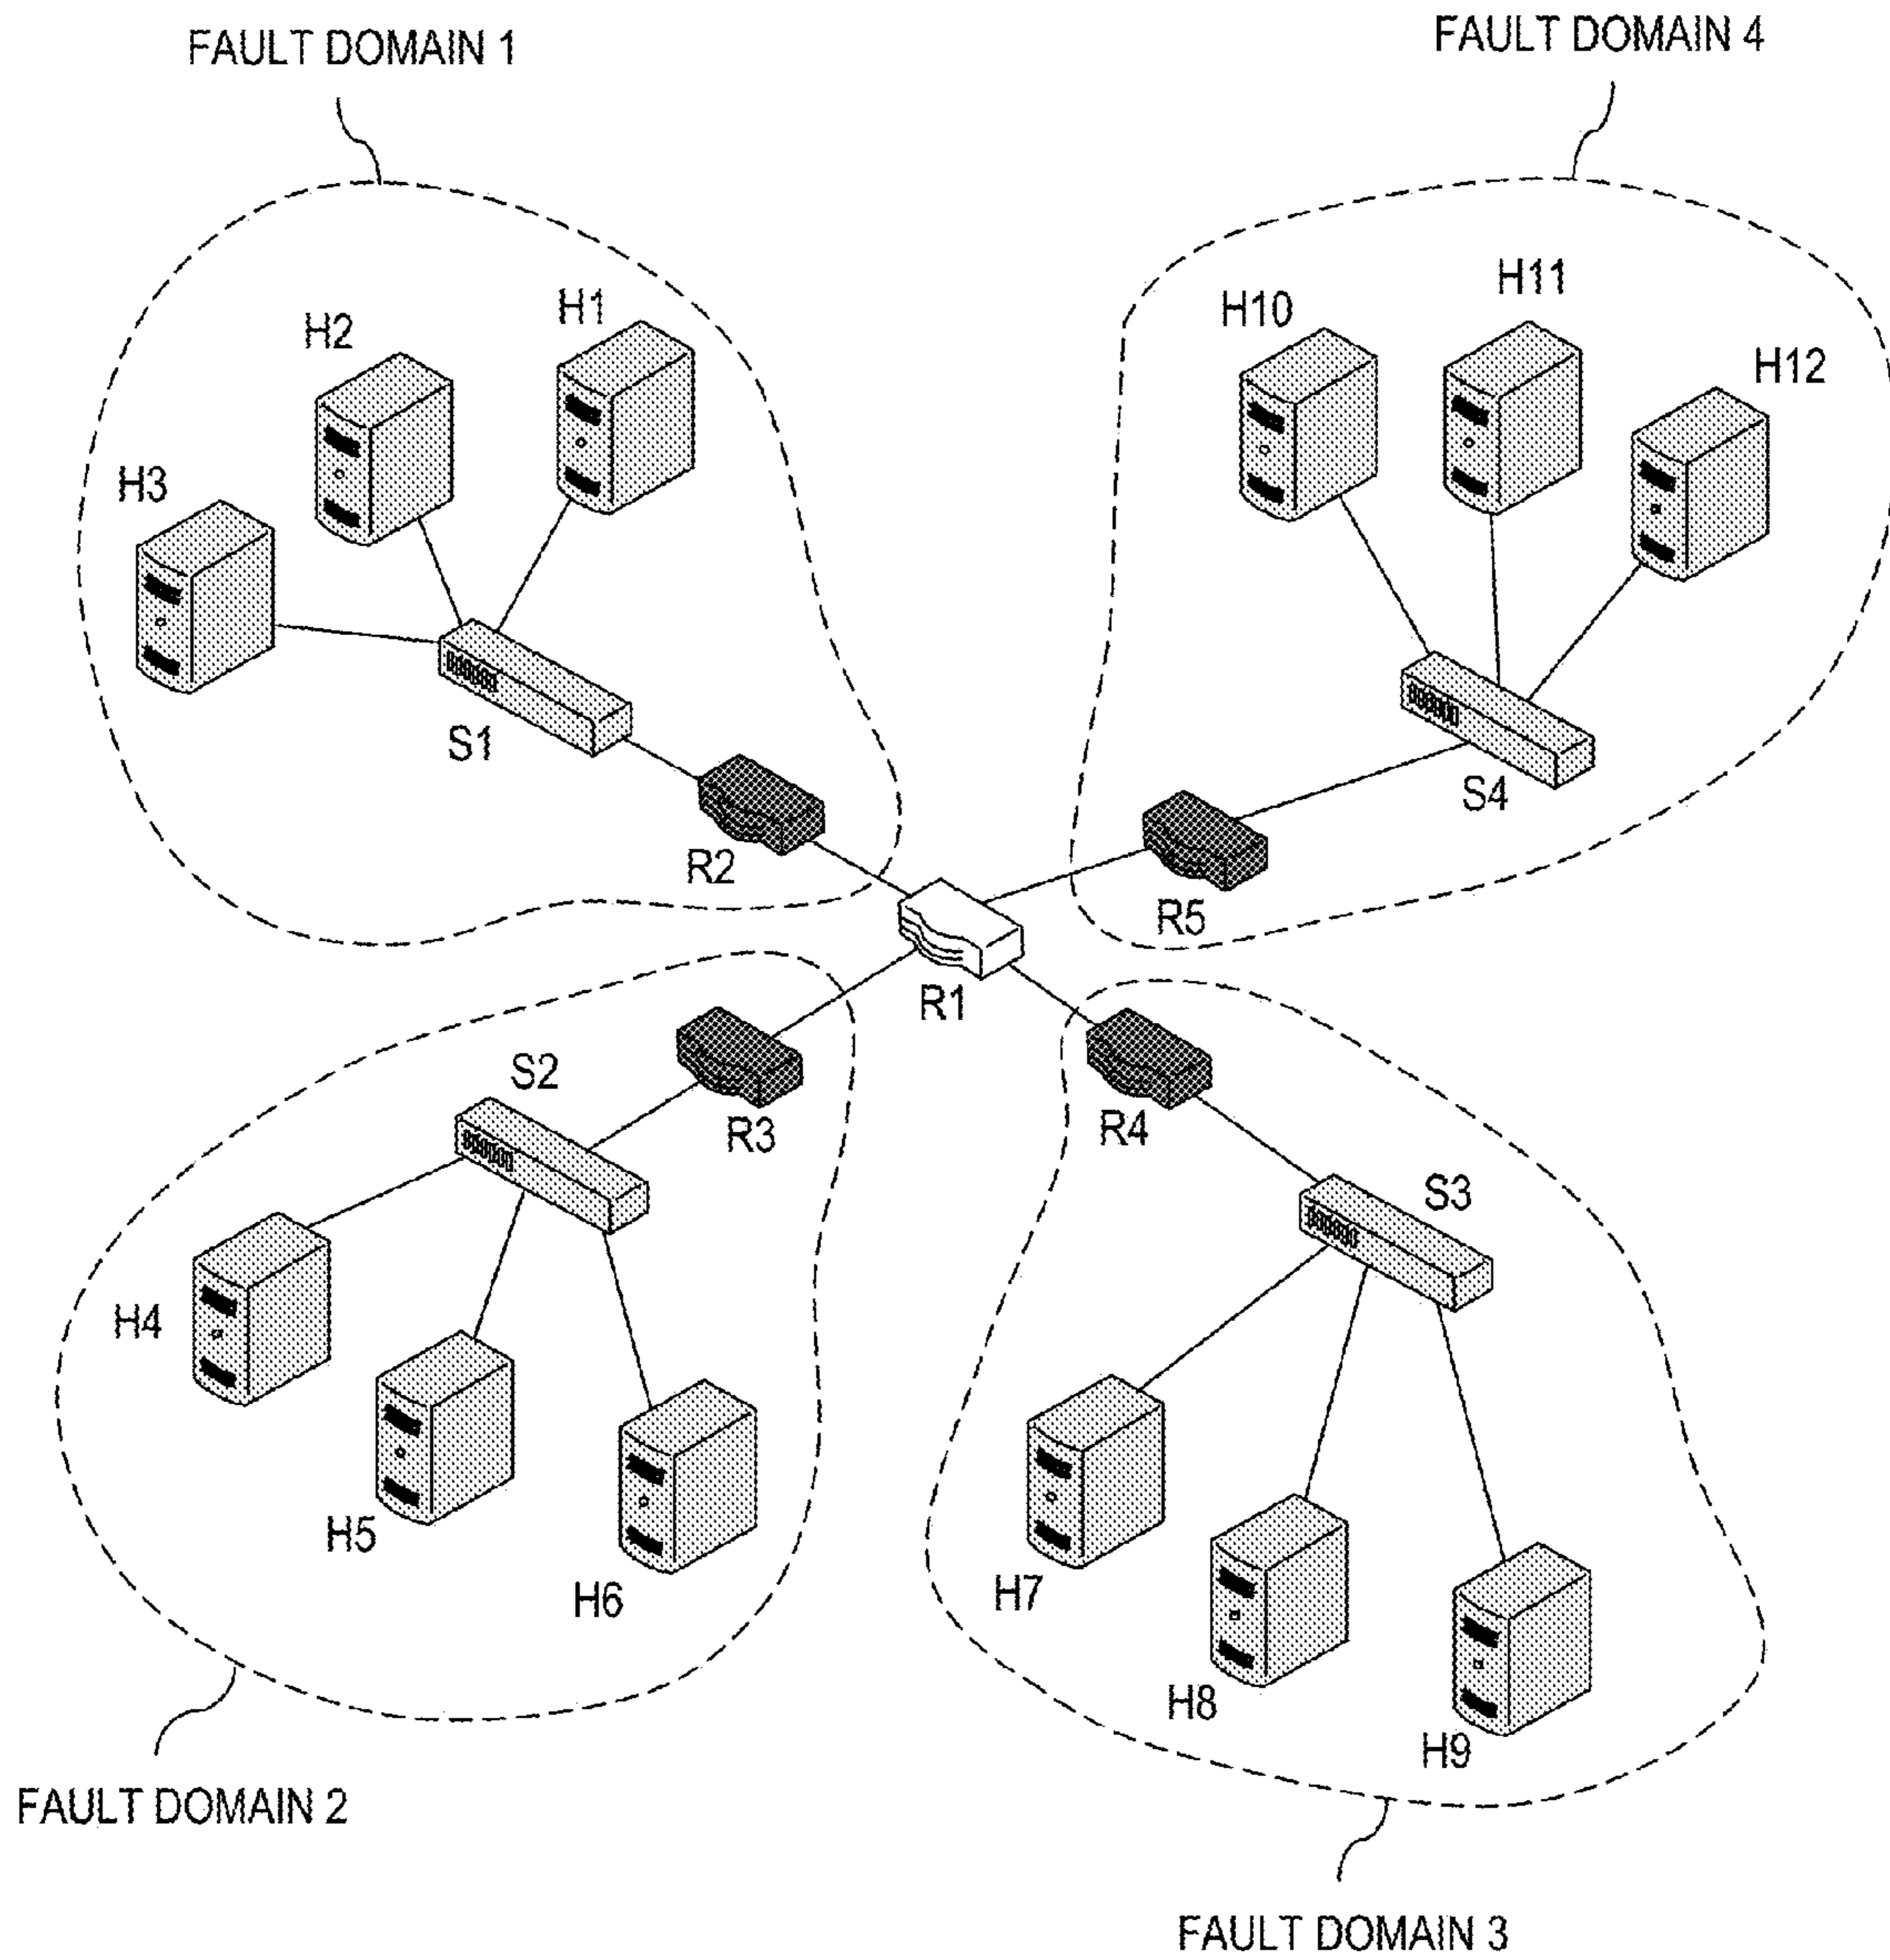 FAULT DOMAIN 1
FAULT DOMAIN 4
H1
H2
H3
H10
H11
H12
S1
S4
R2
R5
R1
S2
R3
R4
S3
H4
H5
H6
H7
H8
H9
FAULT DOMAIN 2
FAULT DOMAIN 3